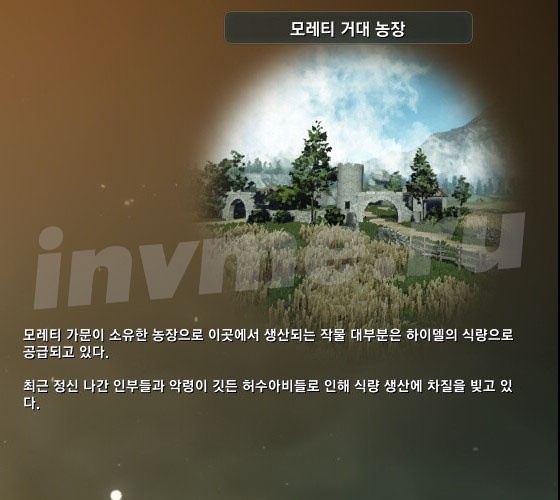 모레티 거대 농장
invme.ru
모레티 가문이 소유한 농장으로 이곳에서 생산되는 작물 대부분은 하이델의 식량으로
공급되고 있다.
최근 정신 나간 인부들과 악령이 깃든 허수아비들로 인해 식량 생산에 차질을 빚고 있
다.